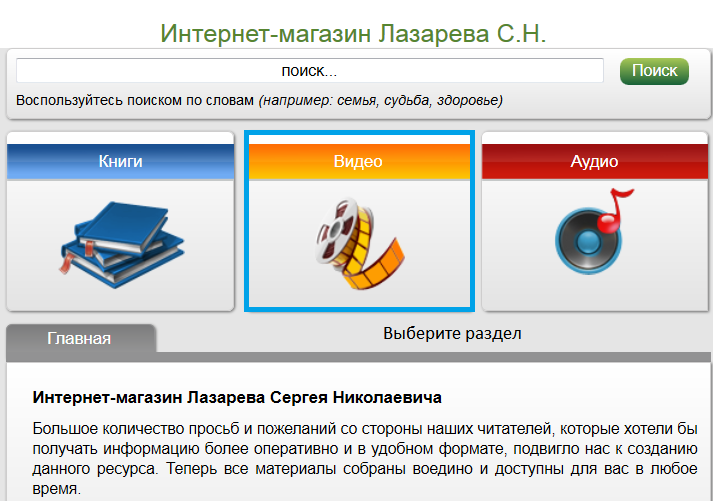 Интернет-магазин Лазарева С.Н.
поиск...
Поиск
Воспользуйтесь поиском по словам (например: семья, судьба, здоровье)
Книги
Видео
Аудио
Главная
Выберите раздел
Интернет-магазин Лазарева Сергея Николаевича
Большое количество просьб и пожеланий со стороны наших читателей, которые хотели бы
получать информацию более оперативно и в удобном формате, подвигло нас к созданию
данного ресурса. Теперь все материалы собраны воедино и доступны для вас в любое
время.